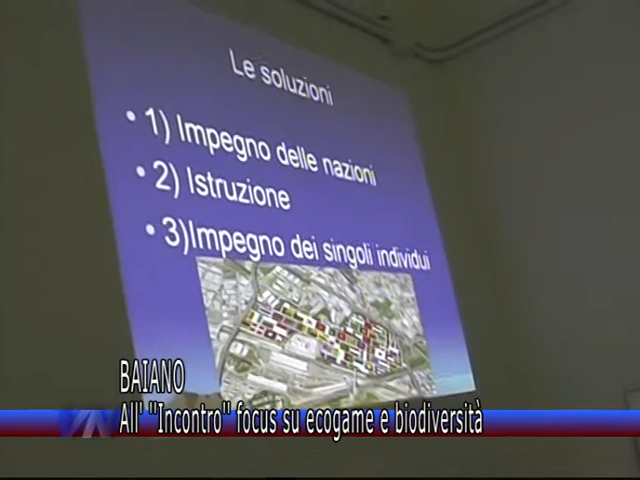 Le soluzioni
• 1) Impegno delle nazioni
• 2) Istruzione
• 3)Impegno dei singoli individui
BAIANO
All' "Incontro" focus su ecogame e biodiversità